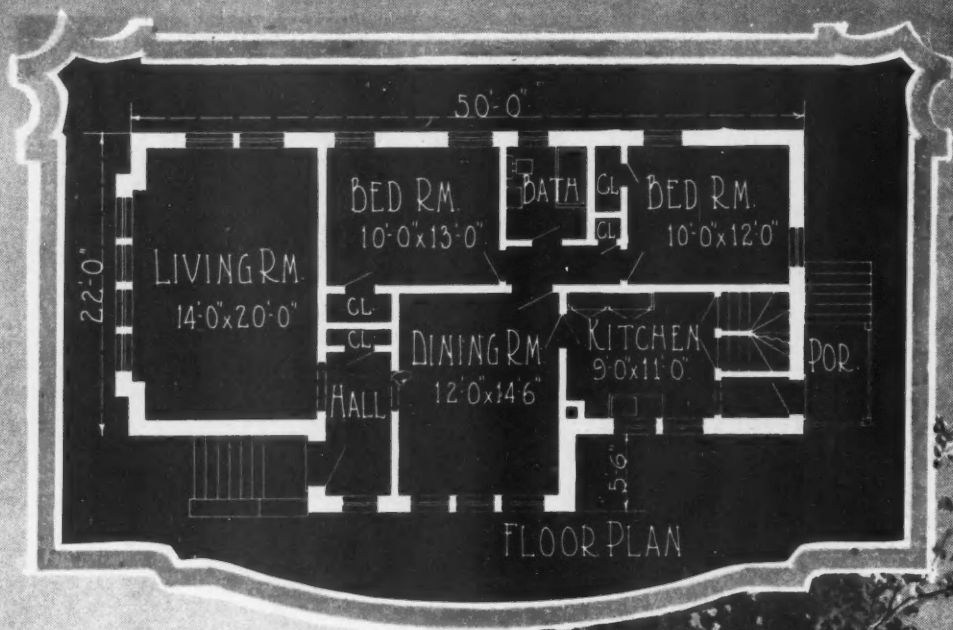 50'-0"
22'-0"
LIVING RM.
14'-0"x20'-0"
BED RM.
10'-0"x13'-0"
BATH
CL.
CL.
BED RM.
10'-0"x12'-0"
CL.
CL.
HALL
DINING RM.
12'-0"x14'6"
KITCHEN
9'-0"x11'-0"
POR.
5'-6"
FLOOR PLAN